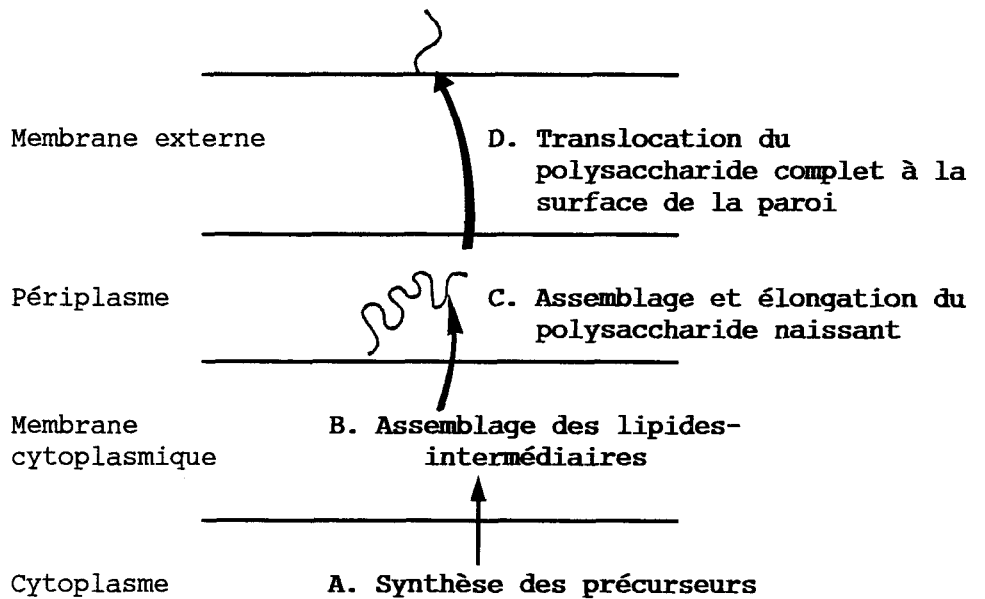 Membrane externe
D. Translocation du
polysaccharide complet à la
surface de la paroi
Périplasme
C. Assemblage et élongation du
polysaccharide naissant
Membrane
cytoplasmique
B. Assemblage des lipides-
intermédiaires
Cytoplasme
A. Synthèse des précurseurs